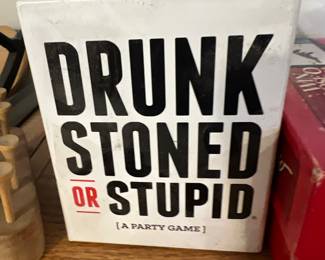 DRUNK
STONED
OR STUPID®
[A PARTY GAME]